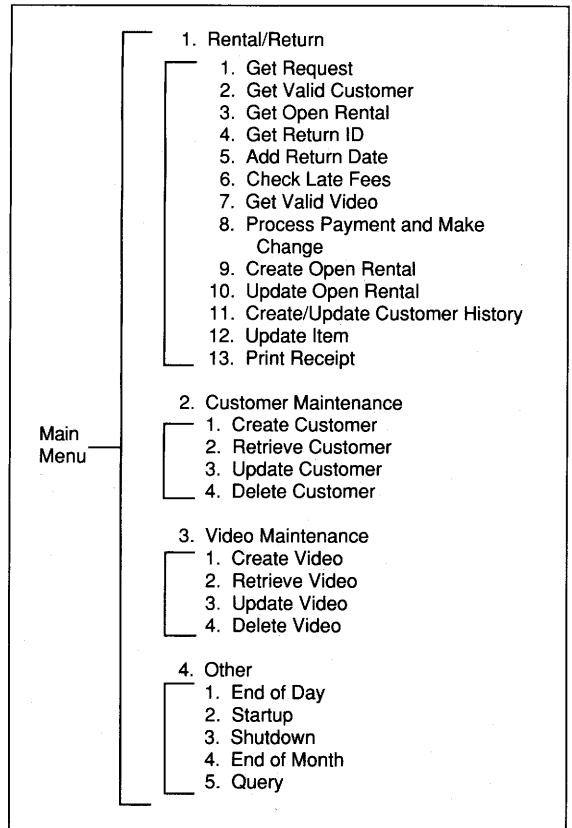 1. Rental/Return
1. Get Request
2. Get Valid Customer
3. Get Open Rental
4. Get Return ID
5. Add Return Date
6. Check Late Fees
7. Get Valid Video
8. Process Payment and Make
Change
9. Create Open Rental
10. Update Open Rental
11. Create/Update Customer History
12. Update Item
13. Print Receipt
2. Customer Maintenance
1. Create Customer
2. Retrieve Customer
3. Update Customer
4. Delete Customer
Main
Menu
3. Video Maintenance
1. Create Video
2. Retrieve Video
3. Update Video
4. Delete Video
4. Other
1. End of Day
2. Startup
3. Shutdown
4. End of Month
5. Query